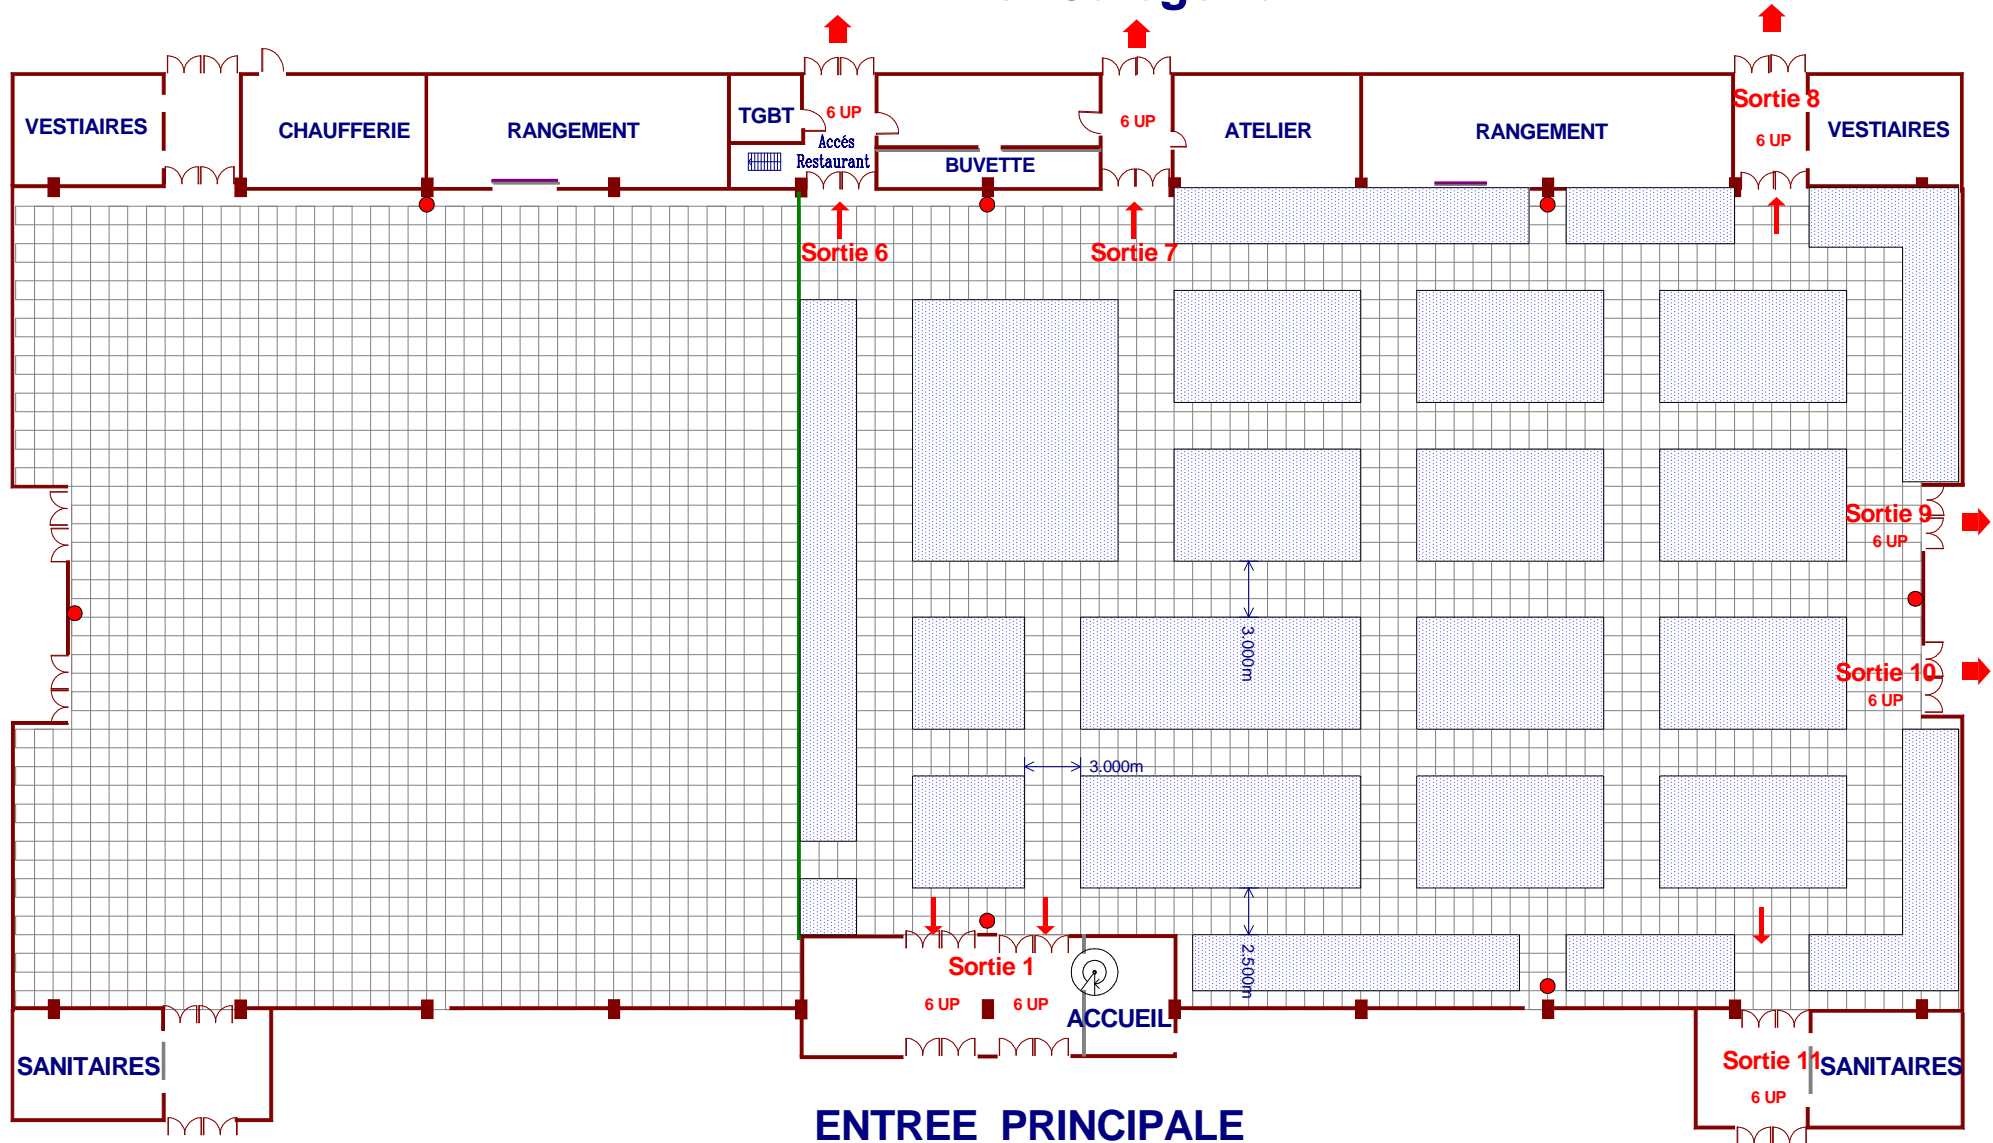 Sortie 8
VESTIAIRES
CHAUFFERIE
RANGEMENT
TGBT
6 UP
6 UP
ATELIER
RANGEMENT
6 UP
VESTIAIRES
Accés
Restaurant
BUVETTE
Sortie 6
Sortie 7
Sortie 9
6 UP
3.000m
Sortie 10
6 UP
3.000m
2.500m
Sortie 1
6 UP
6 UP
ACCUEIL
SANITAIRES
Sortie 11
SANITAIRES
6 UP
ENTREE PRINCIPALE